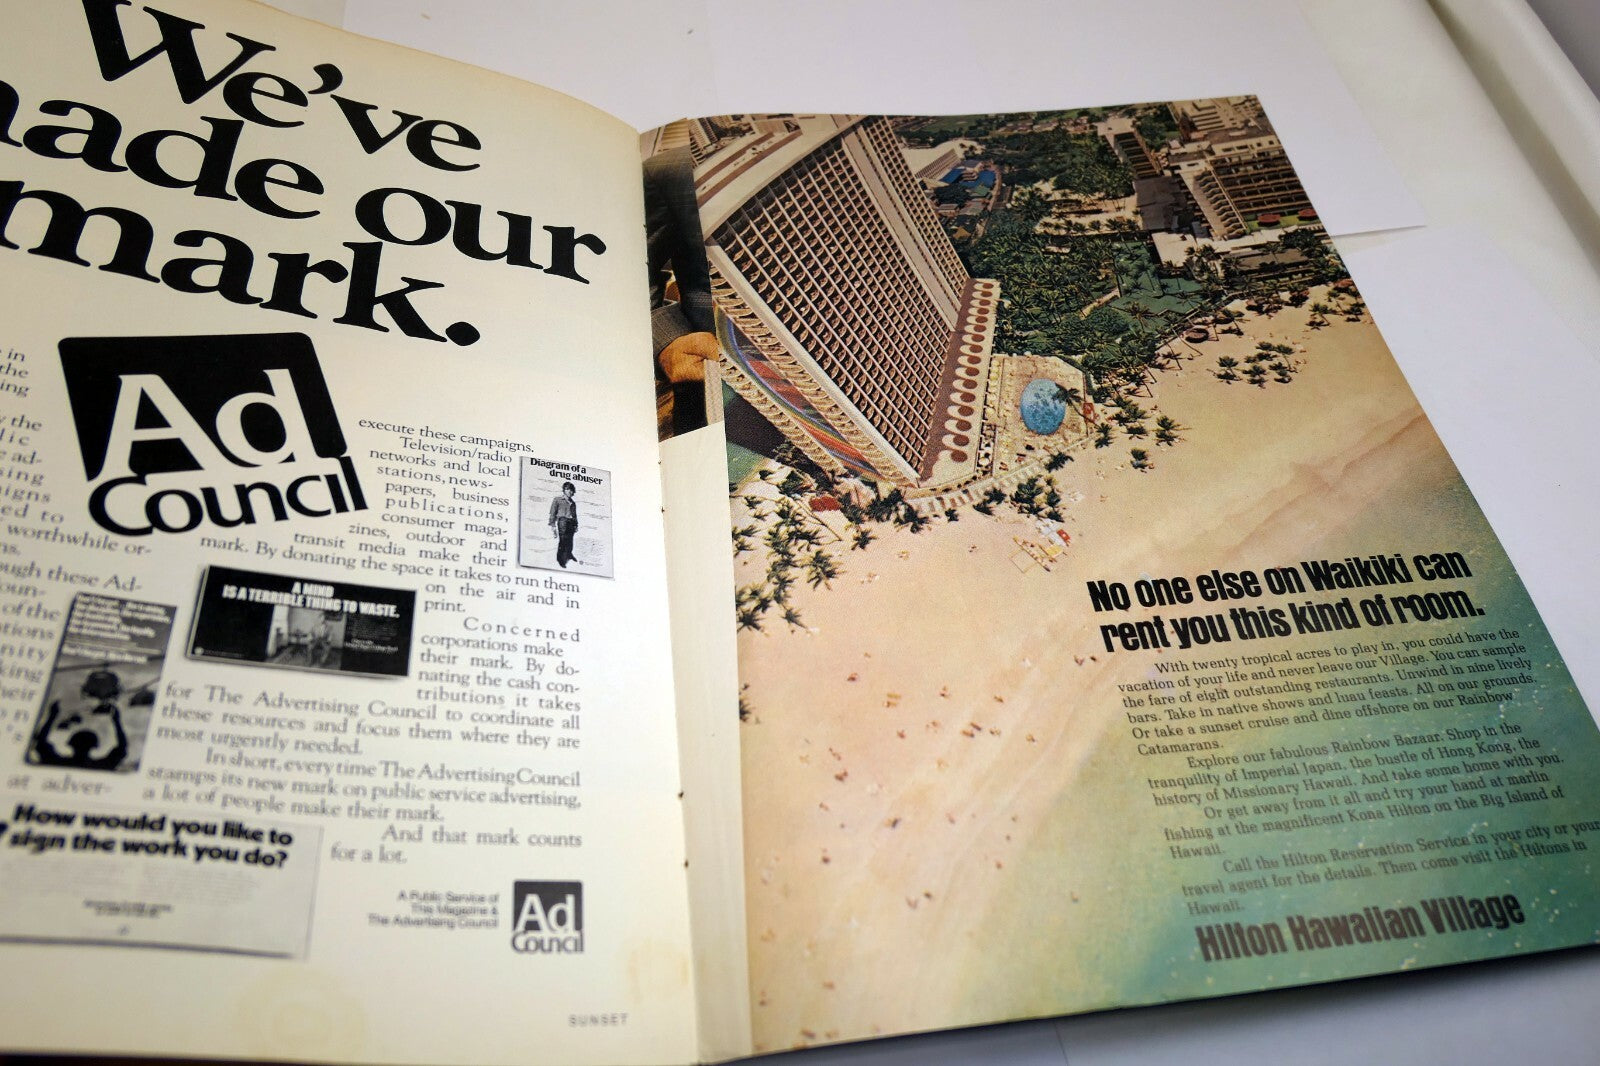 We've
made our
mark.
Ad
Council
in
the
ing
the
ad-
worthwhile or-
ough these Ad-
of the
at adver-
execute these campaigns.
Television/radio
networks and local
stations, news-
papers, business
publications,
consumer maga-
zines, outdoor and
transit media make their
mark. By donating the space it takes to run them
on the air and in
print.
Concerned
corporations make
their mark. By do-
nating the cash con-
tributions it takes
for The Advertising Council to coordinate all
these resources and focus them where they are
most urgently needed.
In short, every time The Advertising Council
stamps its new mark on public service advertising,
a lot of people make their mark.
And that mark counts
for a lot.
Diagram of a
drug abuser
A MIND
IS A TERRIBLE THING TO WASTE.
How would you like to
sign the work you do?
A Public Service of
This Magazine &
The Advertising Council
Ad
Council
SUNSET
No one else on Waikiki can
rent you this kind of room.
With twenty tropical acres to play in, you could have the
vacation of your life and never leave our Village. You can sample
the fare of eight outstanding restaurants. Unwind in nine lively
bars. Take in native shows and luau feasts. All on our grounds.
Or take a sunset cruise and dine offshore on our Rainbow
Catamarans.
Explore our fabulous Rainbow Bazaar. Shop in the
tranquility of Imperial Japan, the bustle of Hong Kong, the
history of Missionary Hawaii. And take some home with you.
Or get away from it all and try your hand at marlin
fishing at the magnificent Kona Hilton on the Big Island of
Hawaii.
Call the Hilton Reservation Service in your city or your
travel agent for the details. Then come visit the Hiltons in
Hawaii.
Hilton Hawaiian Village